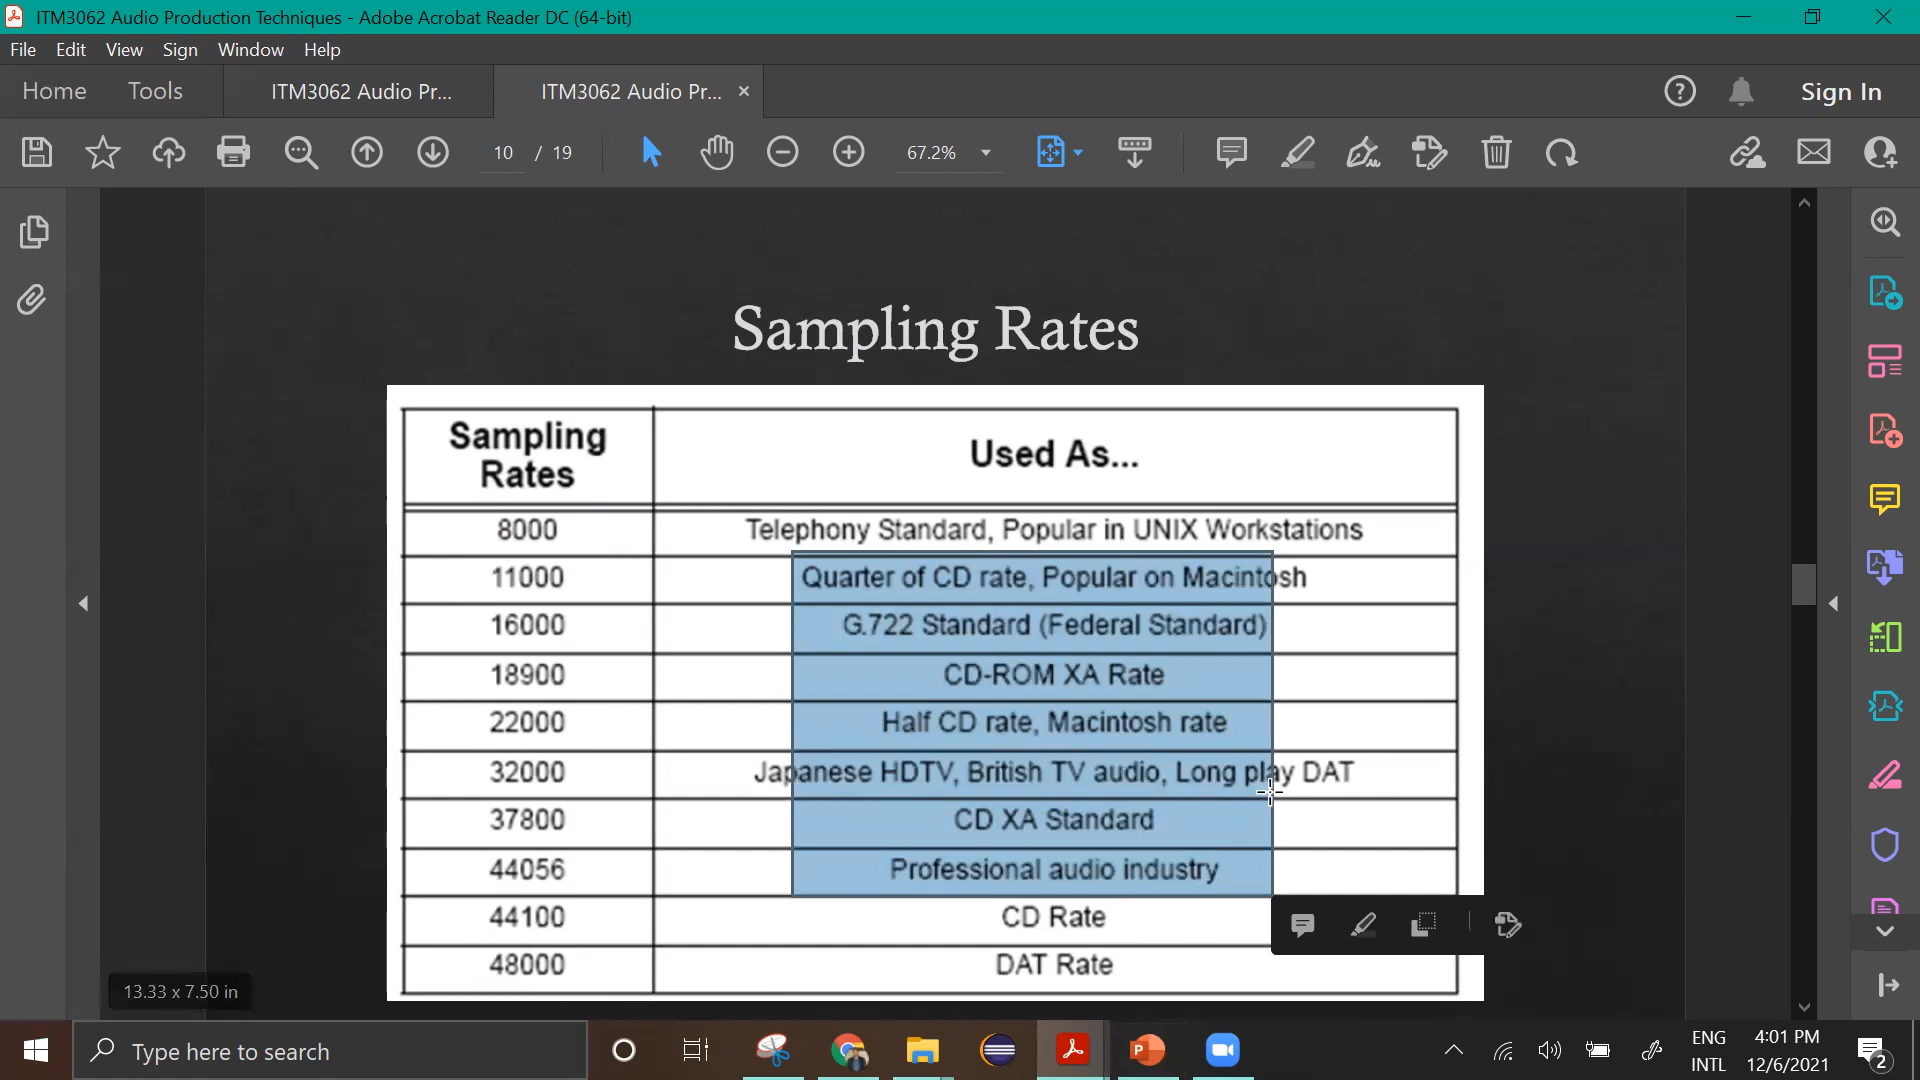 ITM3062 Audio Production Techniques - Adobe Acrobat Reader DC (64-bit)
File Edit View Sign Window Help
Home Tools ITM3062 Audio Pr... ITM3062 Audio Pr... × Sign In
10 / 19 67.2%
Sampling Rates
Sampling Rates Used As...
8000 Telephony Standard, Popular in UNIX Workstations
11000 Quarter of CD rate, Popular on Macintosh
16000 G.722 Standard (Federal Standard)
18900 CD-ROM XA Rate
22000 Half CD rate, Macintosh rate
32000 Japanese HDTV, British TV audio, Long play DAT
37800 CD XA Standard
44056 Professional audio industry
44100 CD Rate
48000 DAT Rate
13.33 x 7.50 in
Type here to search
ENG 4:01 PM
INTL 12/6/2021 2